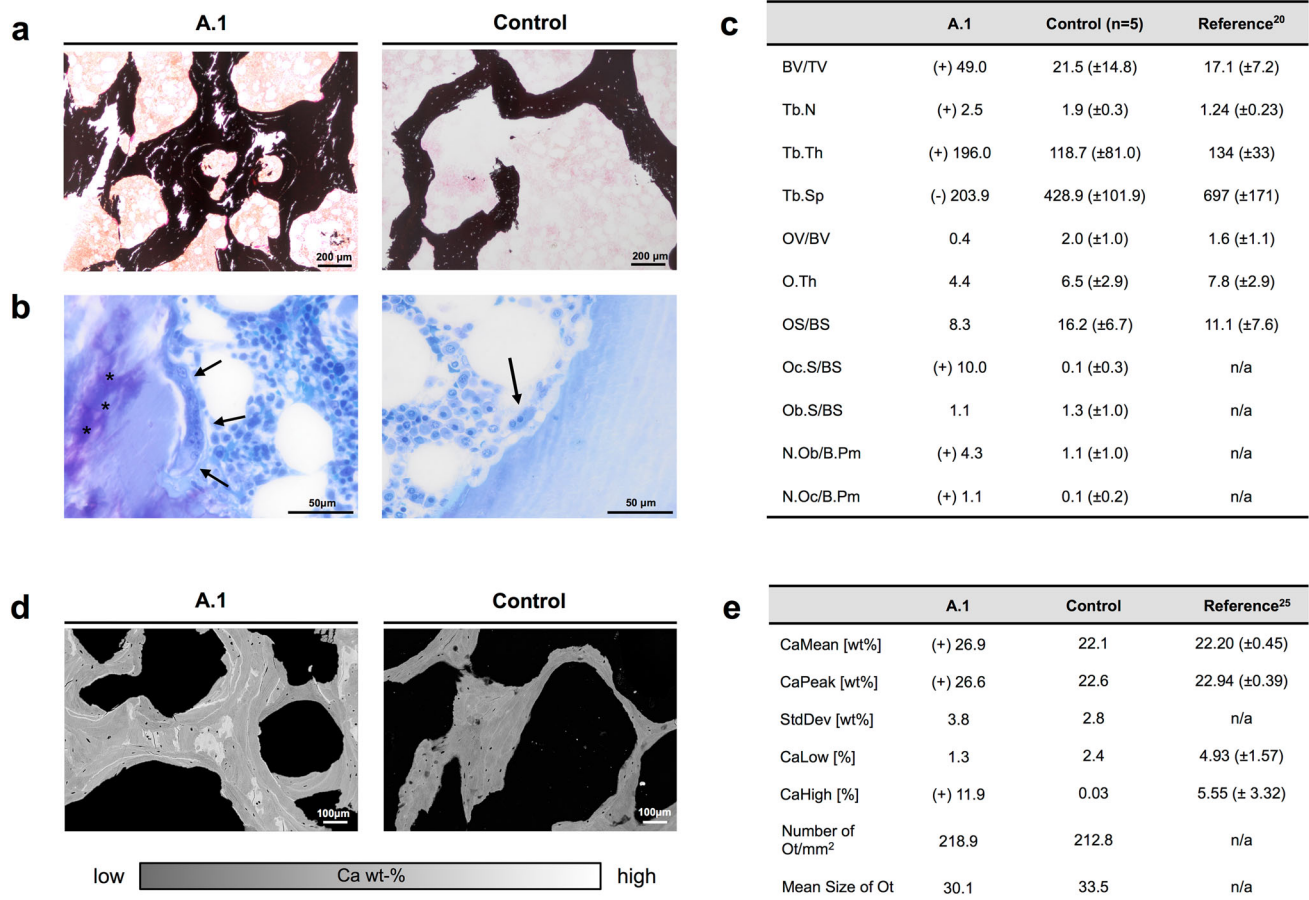 a
A.1
Control
200 µm
200 µm
b
* * *
50µm
50 µm
c
A.1 Control (n=5) Reference20
BV/TV (+) 49.0 21.5 (±14.8) 17.1 (±7.2)
Tb.N (+) 2.5 1.9 (±0.3) 1.24 (±0.23)
Tb.Th (+) 196.0 118.7 (±81.0) 134 (±33)
Tb.Sp (-) 203.9 428.9 (±101.9) 697 (±171)
OV/BV 0.4 2.0 (±1.0) 1.6 (±1.1)
O.Th 4.4 6.5 (±2.9) 7.8 (±2.9)
OS/BS 8.3 16.2 (±6.7) 11.1 (±7.6)
Oc.S/BS (+) 10.0 0.1 (±0.3) n/a
Ob.S/BS 1.1 1.3 (±1.0) n/a
N.Ob/B.Pm (+) 4.3 1.1 (±1.0) n/a
N.Oc/B.Pm (+) 1.1 0.1 (±0.2) n/a
d
A.1
Control
100µm
100µm
low Ca wt-% high
e
A.1 Control Reference25
CaMean [wt%] (+) 26.9 22.1 22.20 (±0.45)
CaPeak [wt%] (+) 26.6 22.6 22.94 (±0.39)
StdDev [wt%] 3.8 2.8 n/a
CaLow [%] 1.3 2.4 4.93 (±1.57)
CaHigh [%] (+) 11.9 0.03 5.55 (± 3.32)
Number of
Ot/mm2 218.9 212.8 n/a
Mean Size of Ot 30.1 33.5 n/a